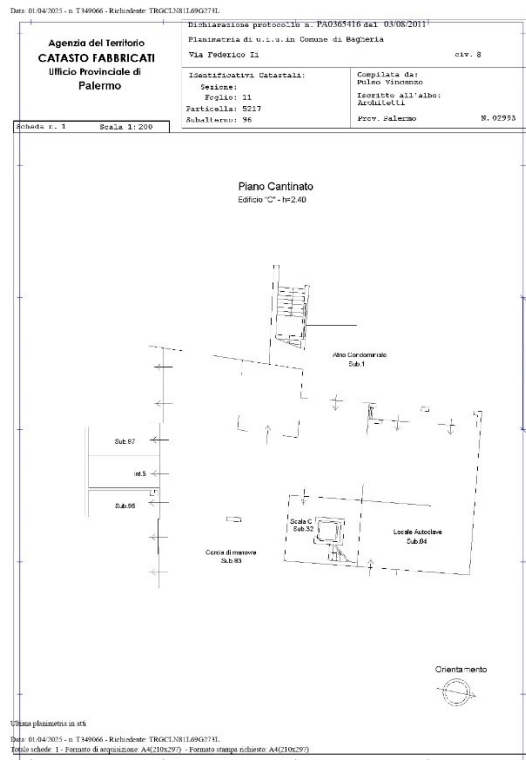 Data: 01/04/2025 - n. T349066 - Richiedente: TRGCLN81L69G273L
Agenzia del Territorio
CATASTO FABBRICATI
Ufficio Provinciale di
Palermo
Dichiarazione protocollo n. PA0365416 del 03/08/2011
Planimetria di u.i.u. in Comune di Bagheria
Via Federico Ii civ. 8
Identificativi Catastali:
Sezione:
Foglio: 11
Particella: 5217
Subalterno: 96
Compilata da:
Puleo Vincenzo
Iscritto all'albo:
Architetti
Prov. Palermo N. 02993
Scheda n. 1 Scala 1:200
Piano Cantinato
Edificio "C" - h=2.40
Atrio Condominiale
Sub.1
Sub.97
Int.5
Sub.95
Scala C
Sub.32
Locale Autoclave
Sub.84
Corsia di manovra
Sub.83
Orientamento
Ultima planimetria in atti
Data: 01/04/2025 - n. T349066 - Richiedente: TRGCLN81L69G273L
Totale schede: 1 - Formato di acquisizione: A4(210x297) - Formato stampa richiesto: A4(210x297)